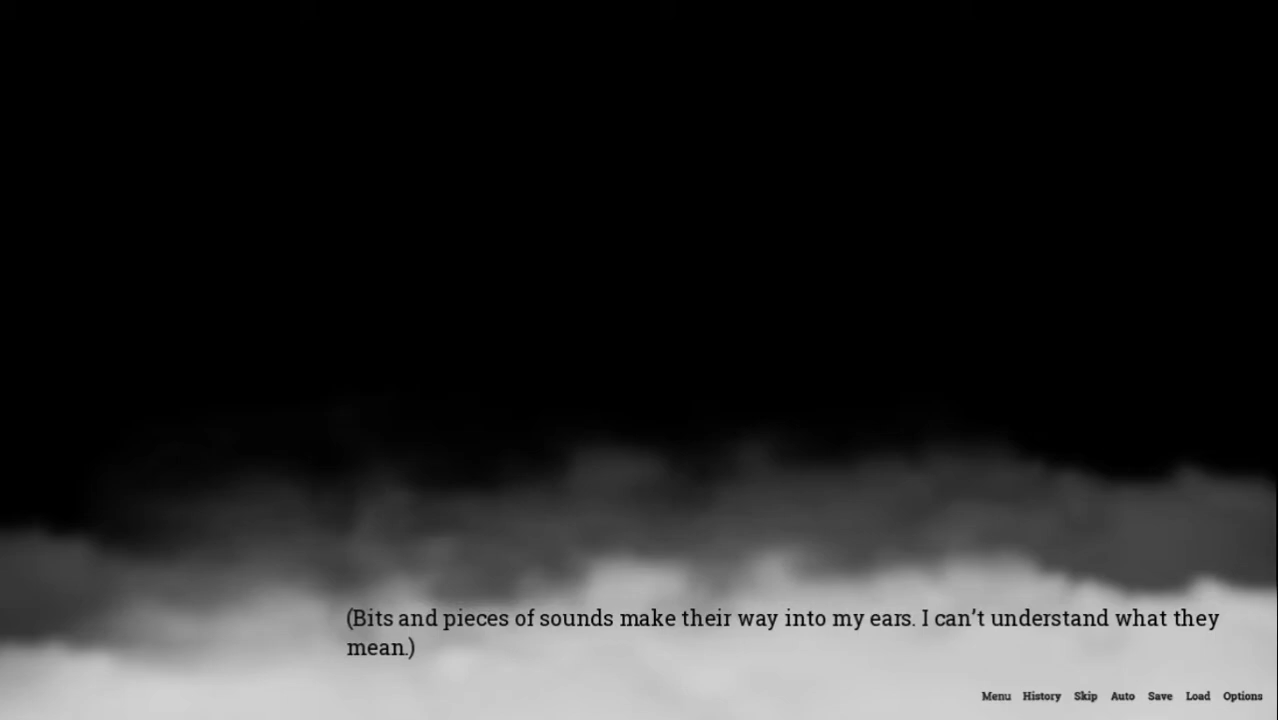 (Bits and pieces of sounds make their way into my ears. I can’t understand what they
mean.)
Menu History Skip Auto Save Load Options